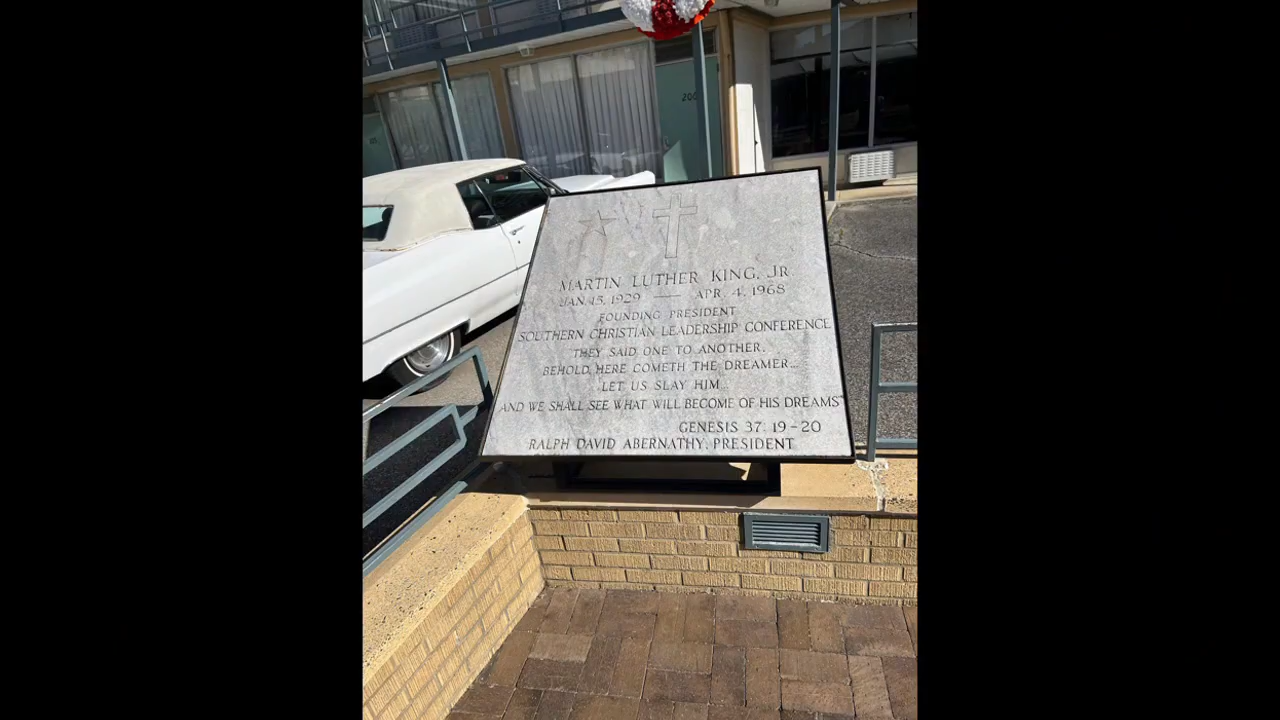 MARTIN LUTHER KING, JR
JAN. 15, 1929 — APR. 4, 1968
FOUNDING PRESIDENT
SOUTHERN CHRISTIAN LEADERSHIP CONFERENCE
THEY SAID ONE TO ANOTHER,
BEHOLD, HERE COMETH THE DREAMER...
LET US SLAY HIM
AND WE SHALL SEE WHAT WILL BECOME OF HIS DREAMS
GENESIS 37. 19-20
RALPH DAVID ABERNATHY, PRESIDENT